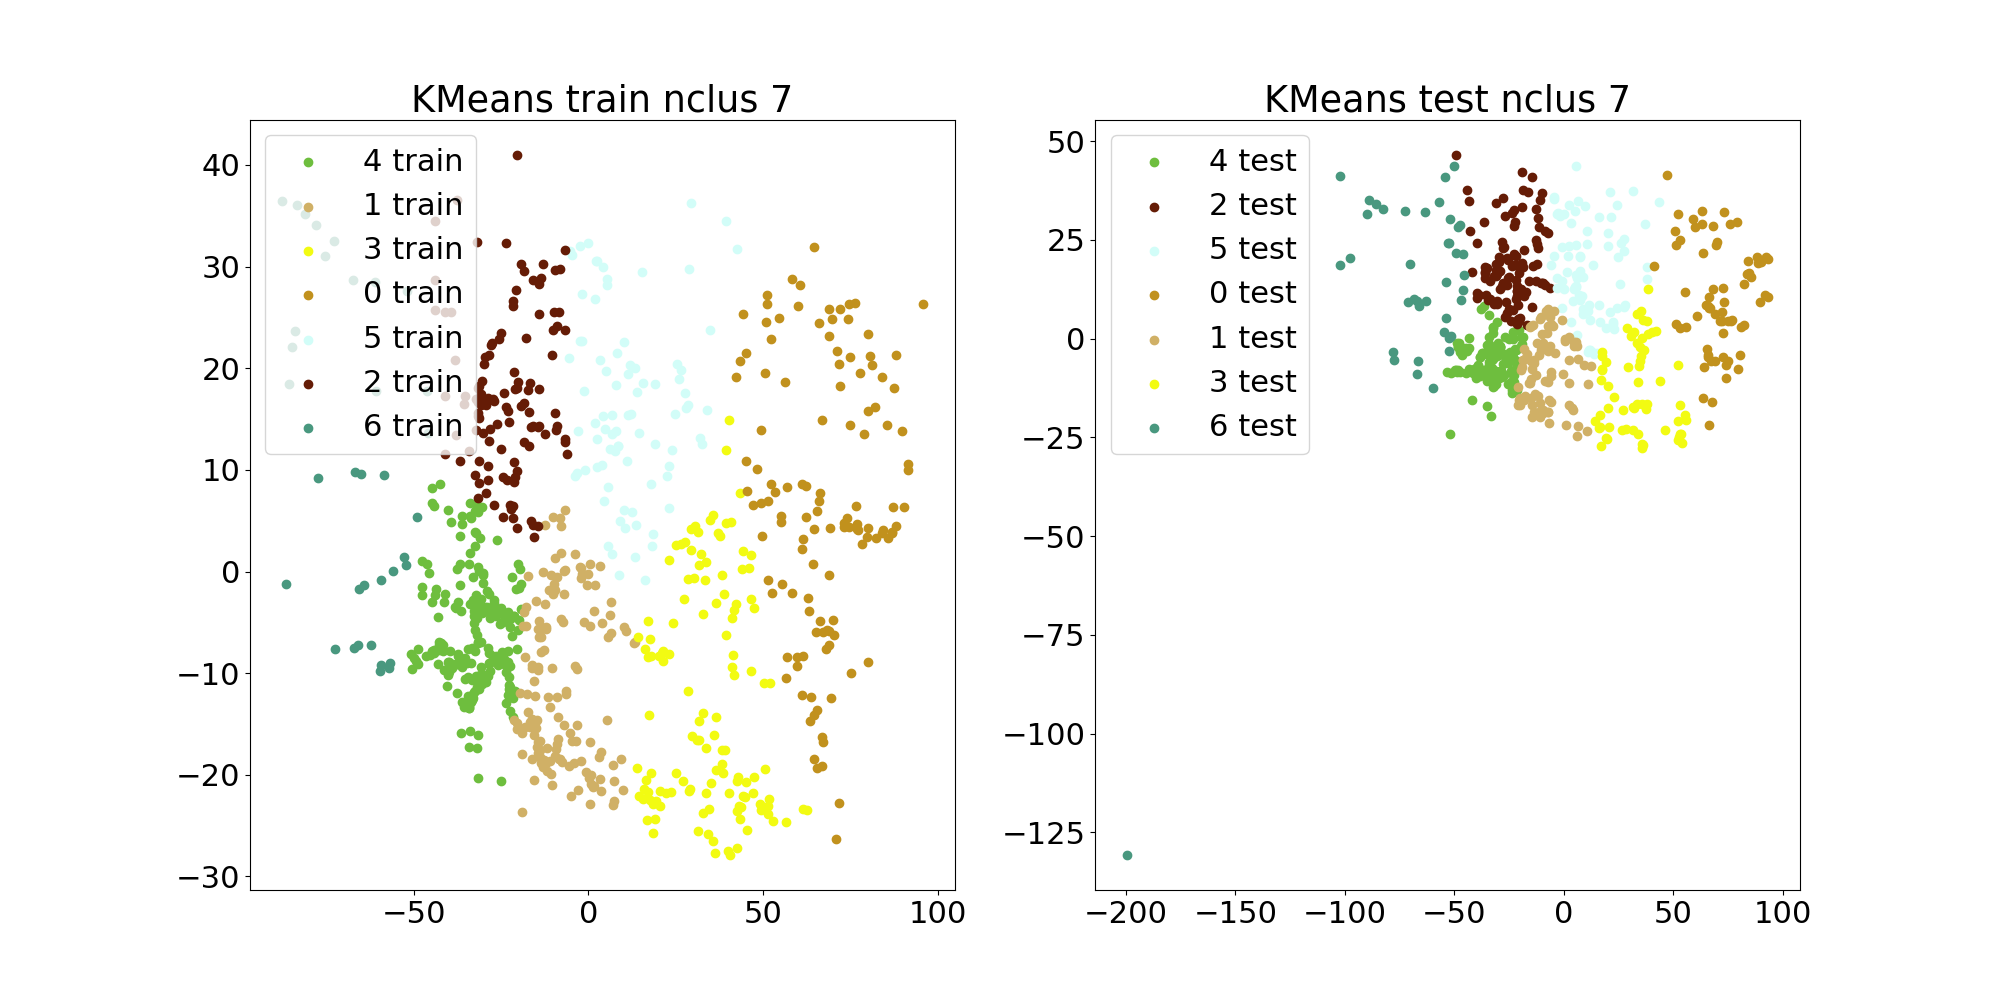 KMeans train nclus 7
40
30
20
10
0
−10
−20
−30
−50
0
50
100
4 train
1 train
3 train
0 train
5 train
2 train
6 train
KMeans test nclus 7
50
25
0
−25
−50
−75
−100
−125
−200
−150
−100
−50
0
50
100
4 test
2 test
5 test
0 test
1 test
3 test
6 test